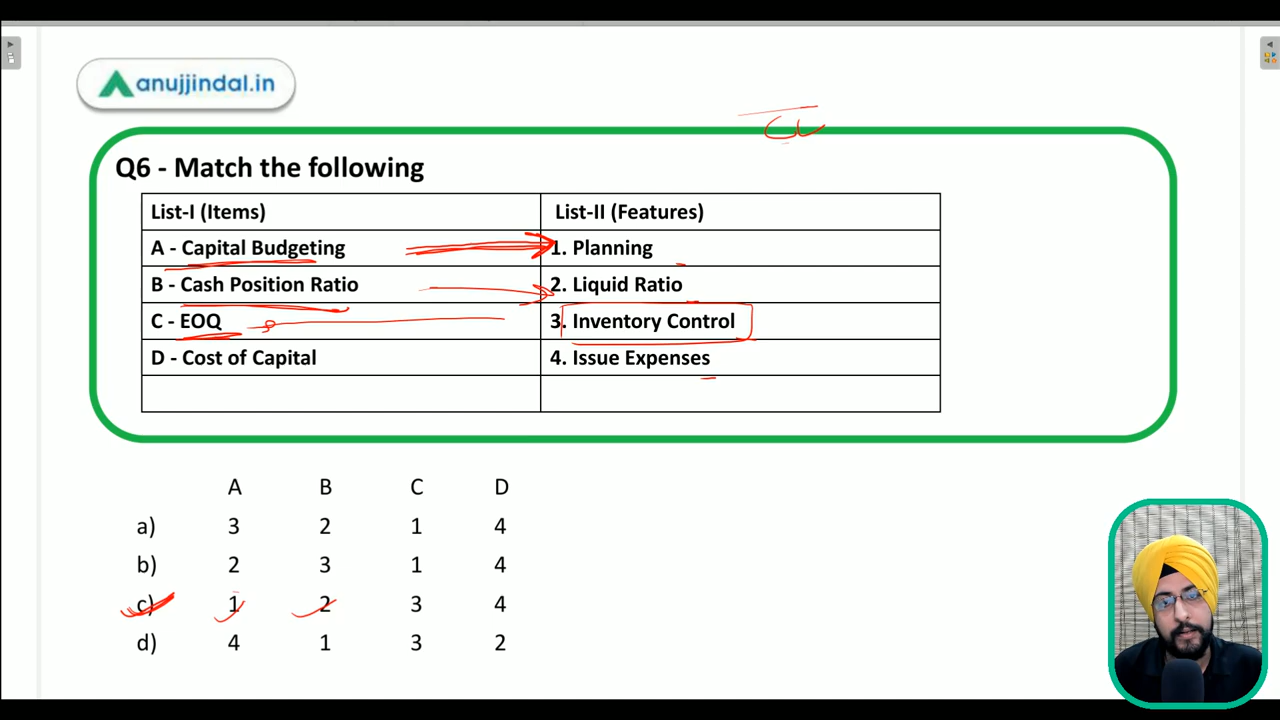 anujjindal.in
Q6 - Match the following
List-I (Items) List-II (Features)
A - Capital Budgeting 1. Planning
B - Cash Position Ratio 2. Liquid Ratio
C - EOQ 3. Inventory Control
D - Cost of Capital 4. Issue Expenses
A B C D
a) 3 2 1 4
b) 2 3 1 4
c) 1 2 3 4
d) 4 1 3 2